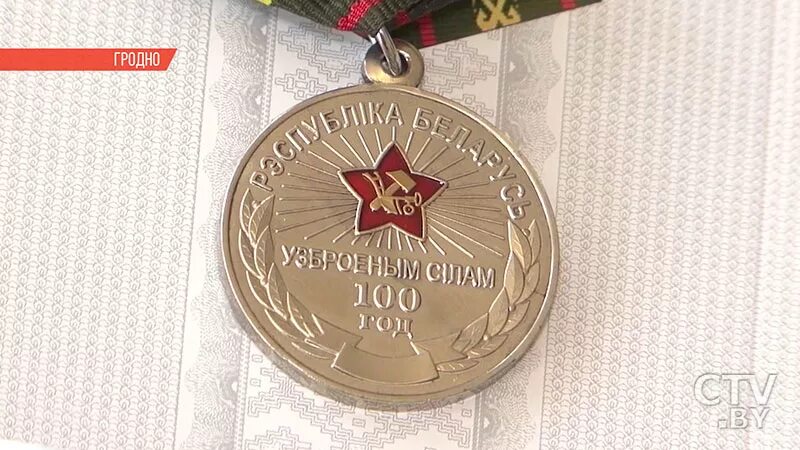 ГРОДНО
РЭСПУБЛІКА БЕЛАРУСЬ
УЗБРОЕНЫМ СІЛАМ
100
ГОД
CTV
.BY